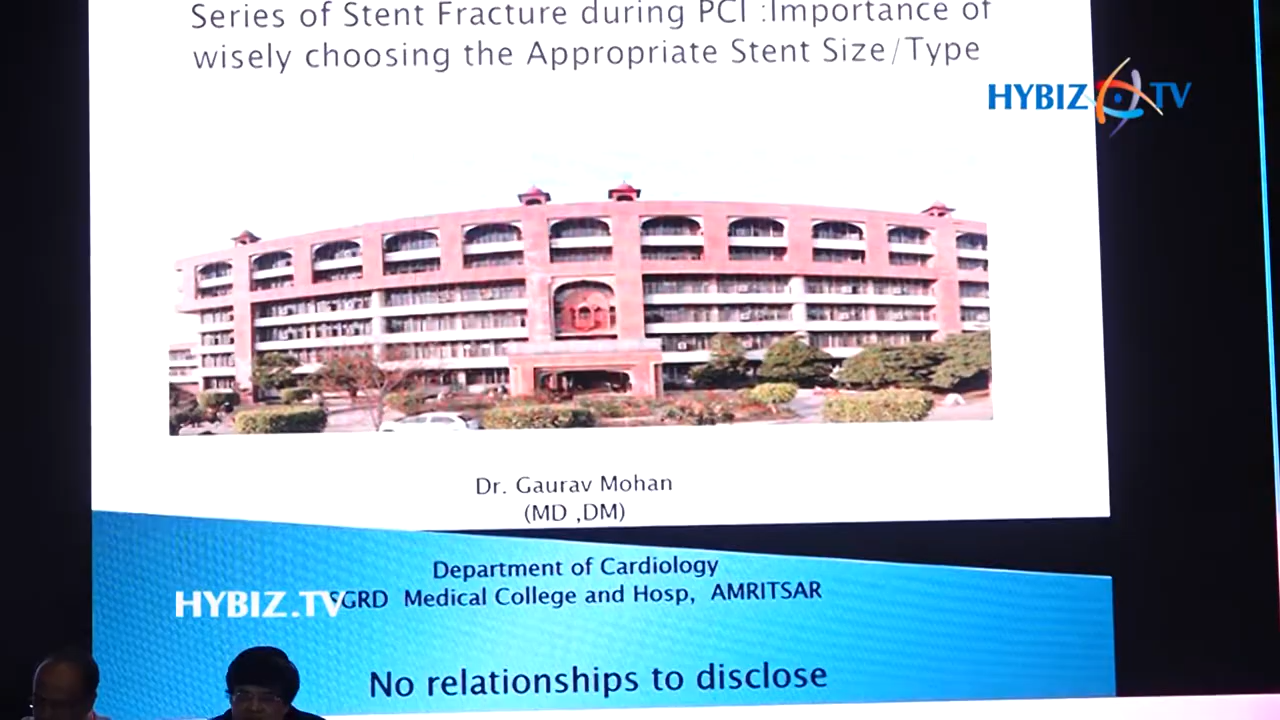 Series of Stent Fracture during PCI :Importance of
wisely choosing the Appropriate Stent Size/Type
HYBIZ TV
Dr. Gaurav Mohan
(MD ,DM)
Department of Cardiology
SGRD Medical College and Hosp, AMRITSAR
HYBIZ.TV
No relationships to disclose